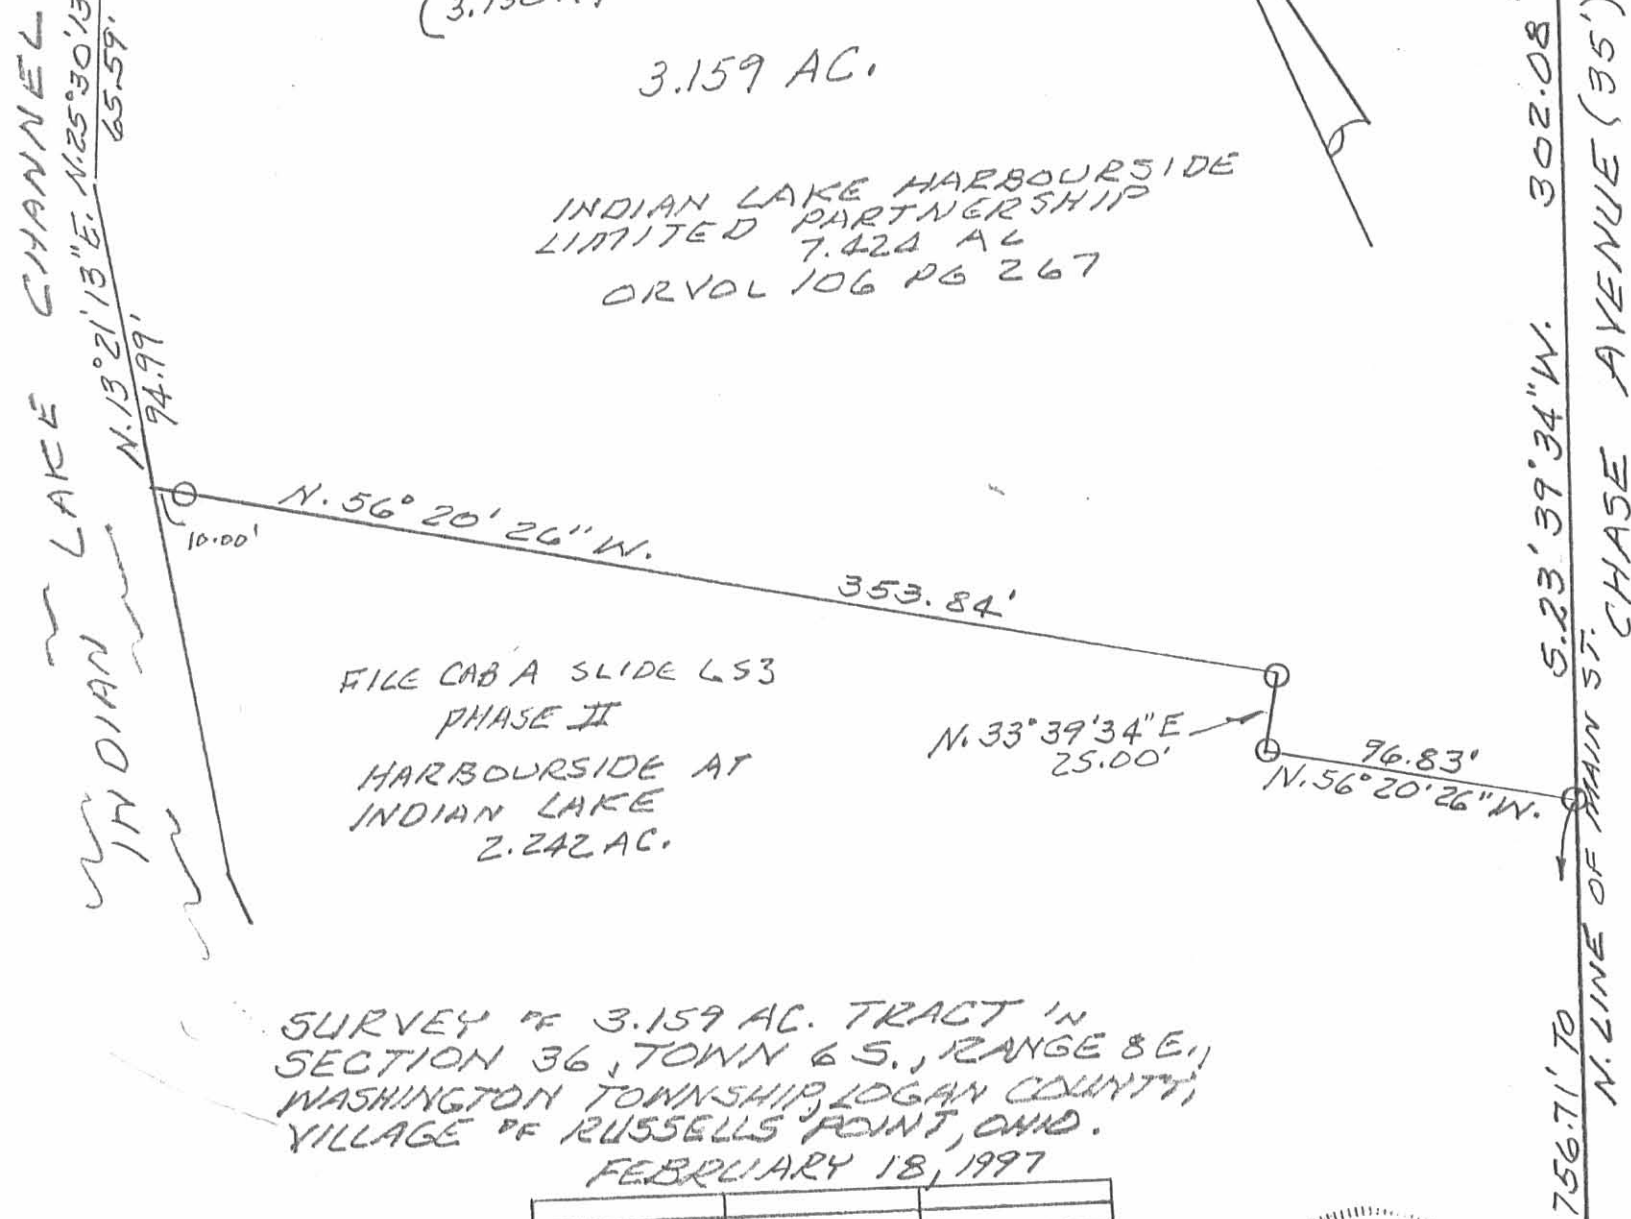 3.159 AC.
INDIAN LAKE HARBOURSIDE
LIMITED PARTNERSHIP
7.424 AC
OR VOL 106 PG 267
INDIAN LAKE CHANNEL
N.25°30'13
65.59'
N.13°21'13"E.
94.99'
10.00'
N.56°20'26"W.
353.84'
FILE CAB A SLIDE 653
PHASE II
HARBOURSIDE AT
INDIAN LAKE
2.242 AC.
N.33°39'34"E
25.00'
96.83'
N.56°20'26"W.
302.08
S.23'39°34"W.
CHASE AVENUE (35')
N. LINE OF MAIN ST.
756.71' TO
SURVEY OF 3.159 AC. TRACT IN
SECTION 36, TOWN 6 S., RANGE 8 E.,
WASHINGTON TOWNSHIP, LOGAN COUNTY,
VILLAGE OF RUSSELLS POINT, OHIO.
FEBRUARY 18, 1997